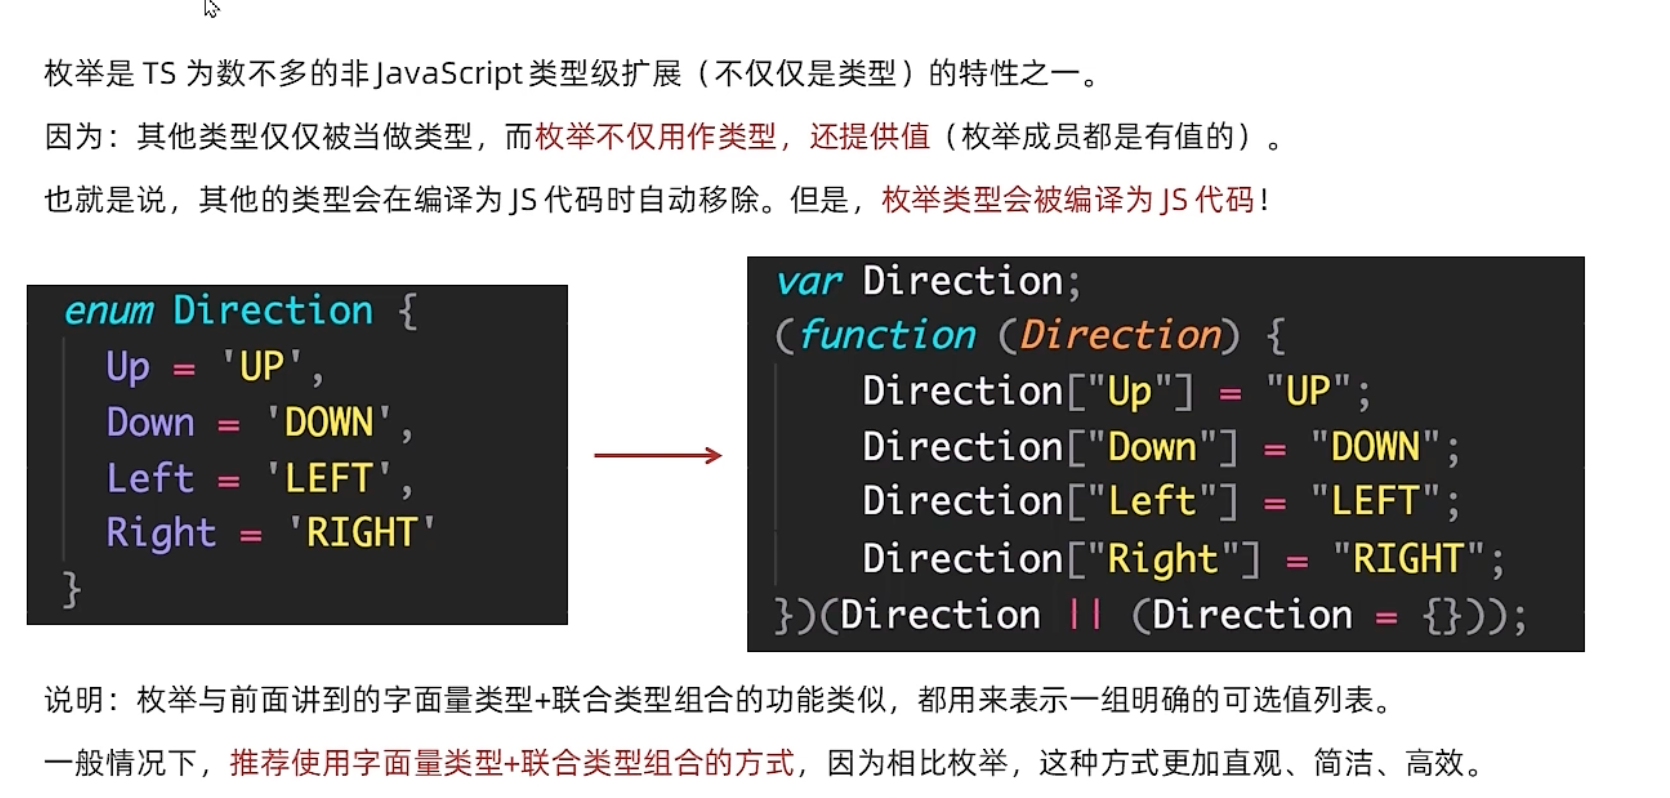 枚举是 TS 为数不多的非 JavaScript 类型级扩展（不仅仅是类型）的特性之一。
因为：其他类型仅仅被当做类型，而枚举不仅用作类型，还提供值（枚举成员都是有值的）。
也就是说，其他的类型会在编译为 JS 代码时自动移除。但是，枚举类型会被编译为 JS 代码！
enum Direction {
Up = 'UP',
Down = 'DOWN',
Left = 'LEFT',
Right = 'RIGHT'
}
var Direction;
(function (Direction) {
Direction["Up"] = "UP";
Direction["Down"] = "DOWN";
Direction["Left"] = "LEFT";
Direction["Right"] = "RIGHT";
})(Direction || (Direction = {}));
说明：枚举与前面讲到的字面量类型+联合类型组合的功能类似，都用来表示一组明确的可选值列表。
一般情况下，推荐使用字面量类型+联合类型组合的方式，因为相比枚举，这种方式更加直观、简洁、高效。